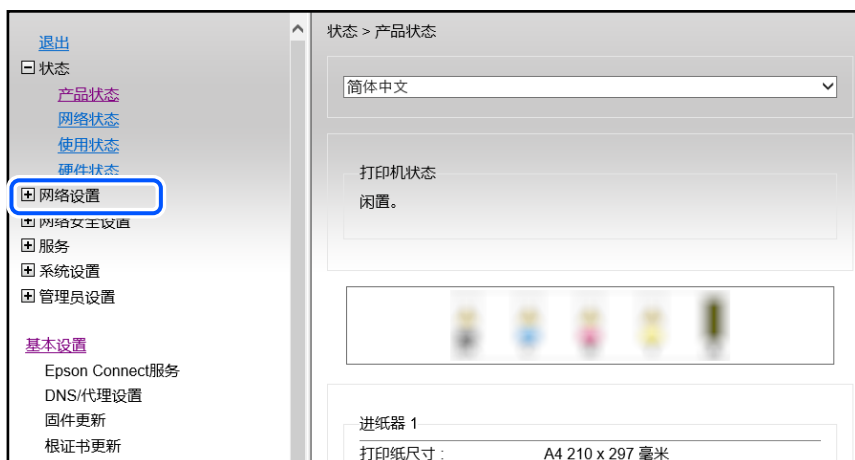 退出
状态
产品状态
网络状态
使用状态
硬件状态
网络设置
网络安全设置
服务
系统设置
管理员设置
基本设置
Epson Connect服务
DNS/代理设置
固件更新
根证书更新
状态 > 产品状态
简体中文
打印机状态
闲置。
进纸器 1
打印纸尺寸 : A4 210 x 297 毫米